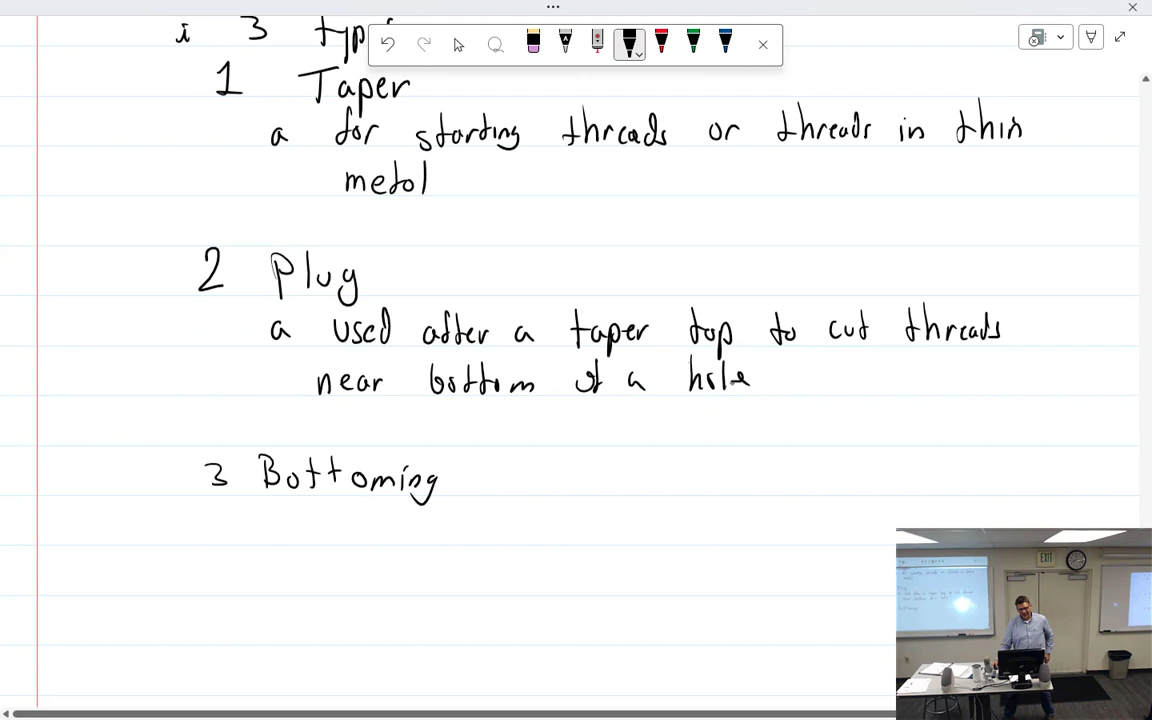 i 3 typ
1 Taper
a for starting threads or threads in thin
metal
2 Plug
a used after a taper tap to cut threads
near bottom of a hole
3 Bottoming
EXIT